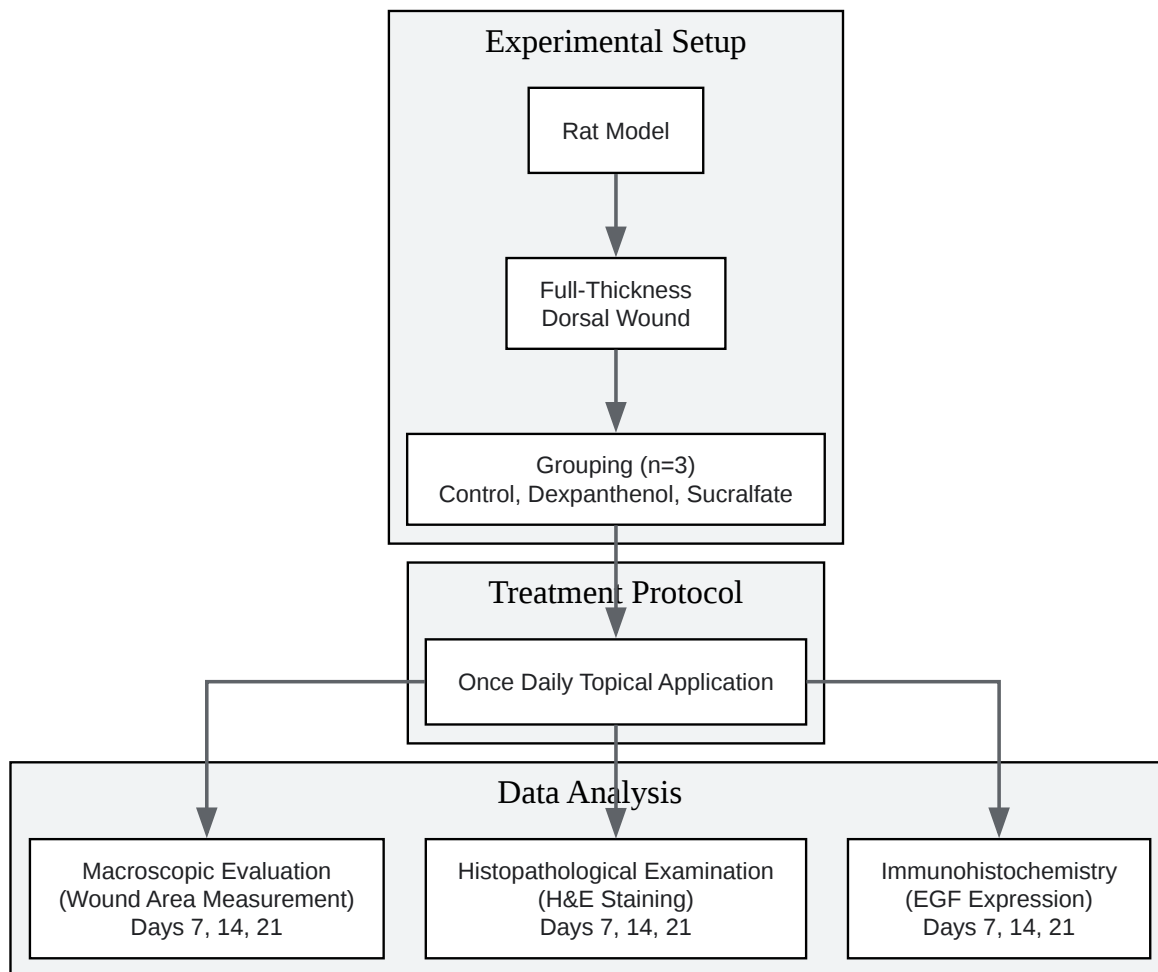 Experimental Setup
Rat Model
Full-Thickness
Dorsal Wound
Grouping (n=3)
Control, Dexpanthenol, Sucralfate
Treatment Protocol
Once Daily Topical Application
Data Analysis
Macroscopic Evaluation
(Wound Area Measurement)
Days 7, 14, 21
Histopathological Examination
(H&E Staining)
Days 7, 14, 21
Immunohistochemistry
(EGF Expression)
Days 7, 14, 21